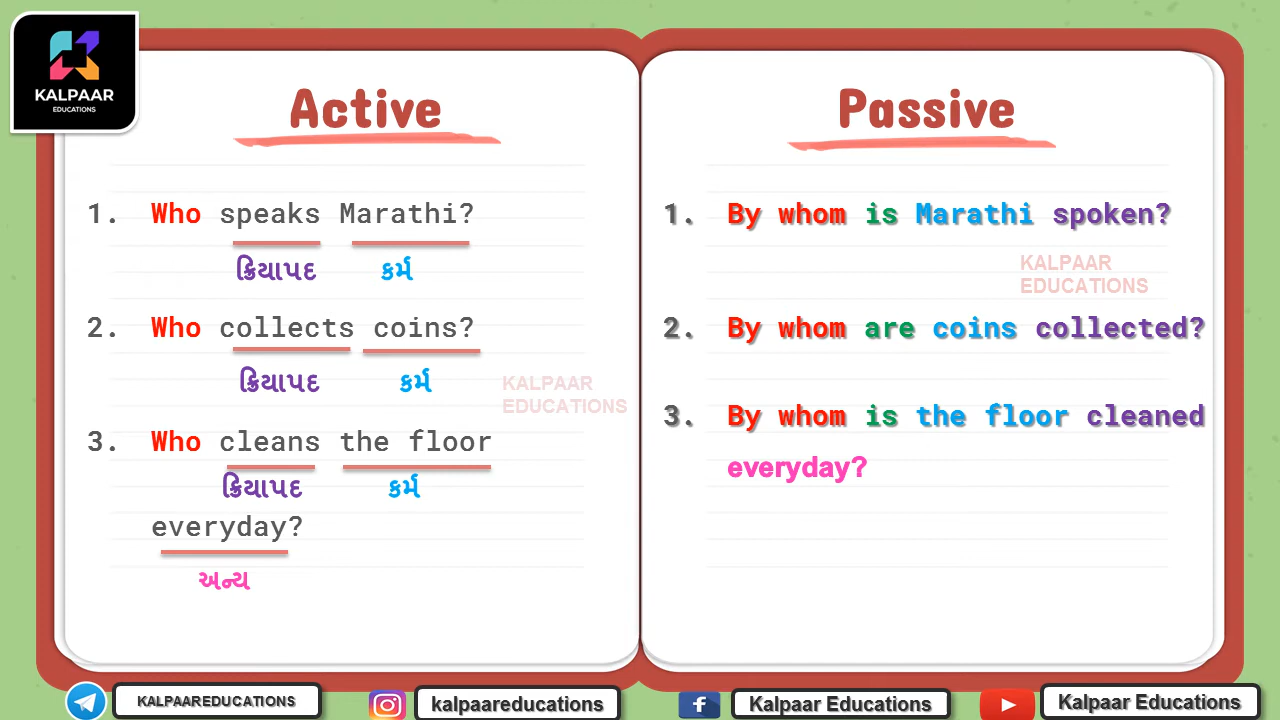 KALPAAR
EDUCATIONS
Active
1. Who speaks Marathi?
ક્રિયાપદ કર્મ
2. Who collects coins?
ક્રિયાપદ કર્મ
KALPAAR
EDUCATIONS
3. Who cleans the floor
ક્રિયાપદ કર્મ
everyday?
અન્ય
Passive
1. By whom is Marathi spoken?
KALPAAR
EDUCATIONS
2. By whom are coins collected?
3. By whom is the floor cleaned
everyday?
KALPAAREDUCATIONS
kalpaareducations
Kalpaar Educations
Kalpaar Educations